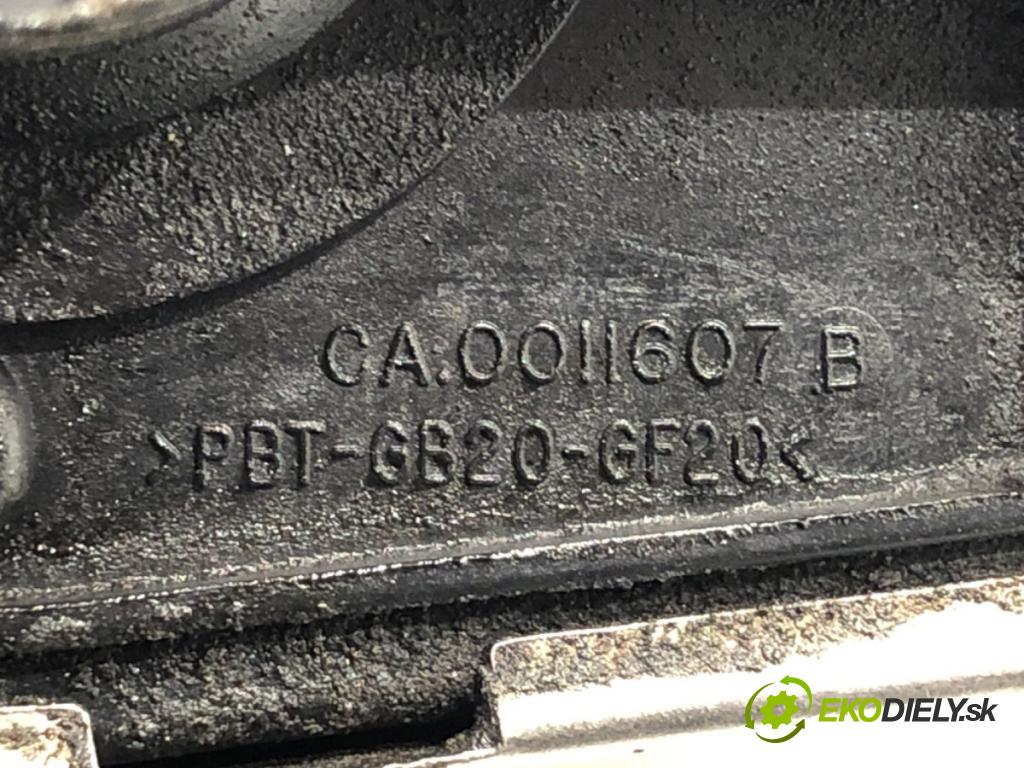 CA.0011607 B
>PBT-GB20-GF20<
EKODIELY.sk